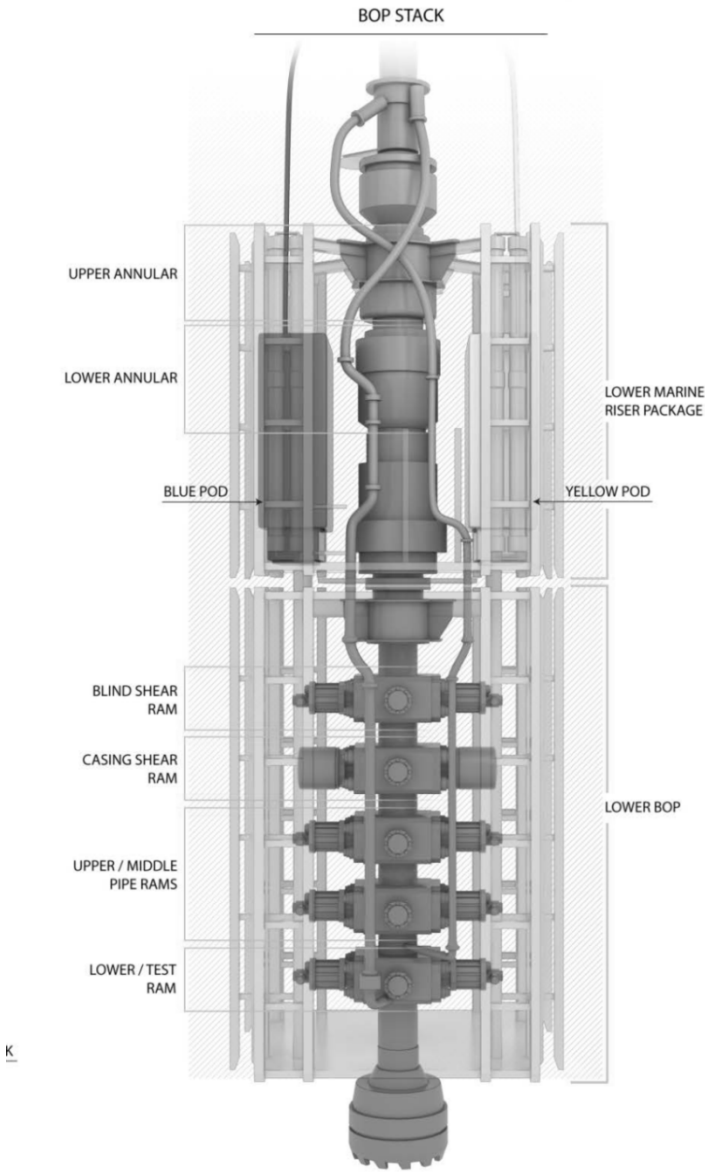 BOP STACK
UPPER ANNULAR
LOWER ANNULAR
LOWER MARINE
RISER PACKAGE
BLUE POD
YELLOW POD
BLIND SHEAR
RAM
CASING SHEAR
RAM
LOWER BOP
UPPER / MIDDLE
PIPE RAMS
LOWER / TEST
RAM
K